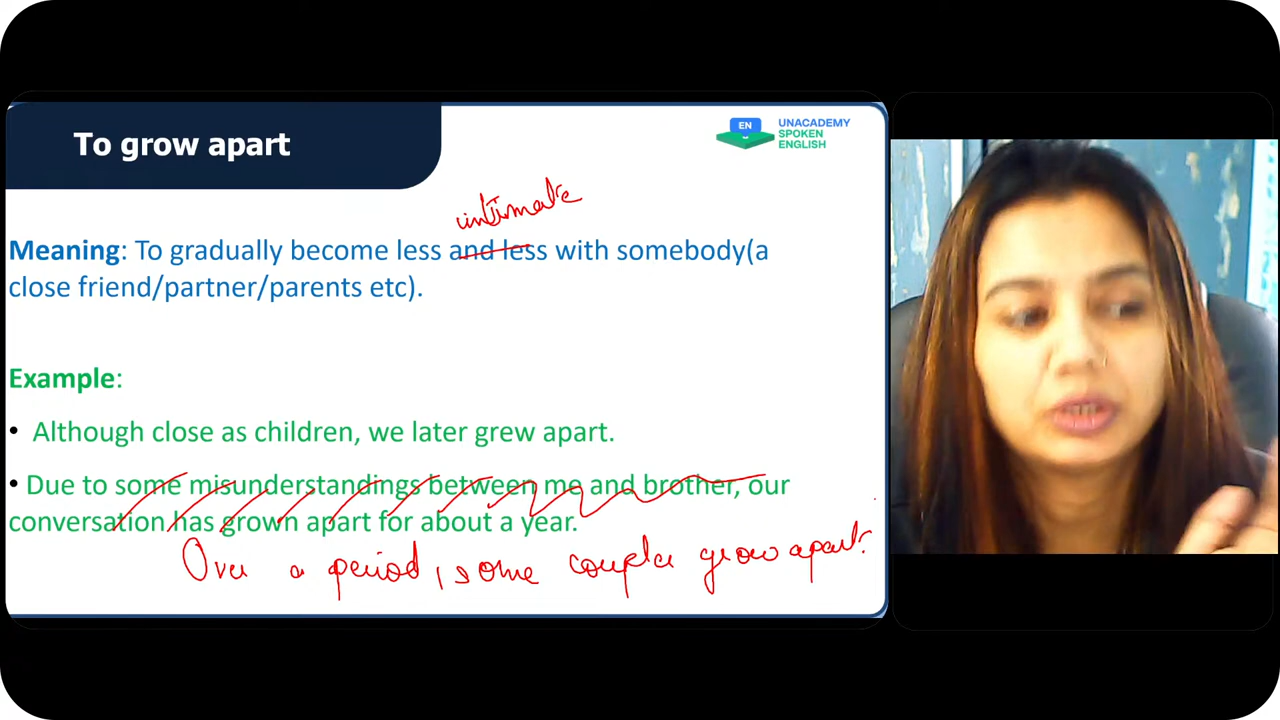 To grow apart
EN
UNACADEMY
SPOKEN
ENGLISH
intimate
Meaning: To gradually become less and less with somebody(a
close friend/partner/parents etc).
Example:
• Although close as children, we later grew apart.
• Due to some misunderstandings between me and brother, our
conversation has grown apart for about a year.
Over a period, some couples grow apart.